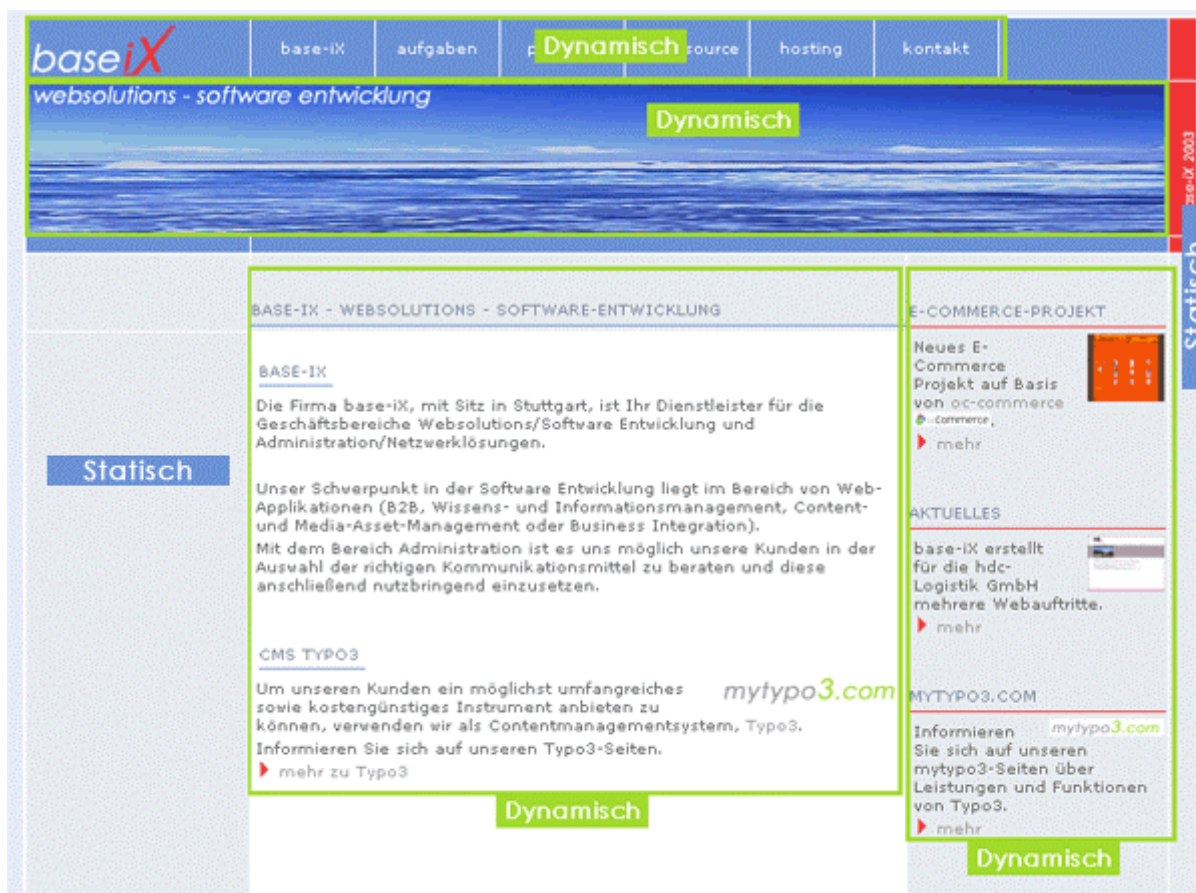 baseiX
base-iX
aufgaben
Dynamisch
source
hosting
kontakt
websolutions - software entwicklung
Dynamisch
base-iX 2003
Statisch
BASE-IX - WEBSOLUTIONS - SOFTWARE-ENTWICKLUNG
BASE-IX
Die Firma base-iX, mit Sitz in Stuttgart, ist Ihr Dienstleister für die
Geschäftsbereiche Websolutions/Software Entwicklung und
Administration/Netzwerklösungen.
Unser Schwerpunkt in der Software Entwicklung liegt im Bereich von Web-
Applikationen (B2B, Wissens- und Informationsmanagement, Content-
und Media-Asset-Management oder Business Integration).
Mit dem Bereich Administration ist es uns möglich unsere Kunden in der
Auswahl der richtigen Kommunikationsmittel zu beraten und diese
anschließend nutzbringend einzusetzen.
CMS TYPO3
Um unseren Kunden ein möglichst umfangreiches
sowie kostengünstiges Instrument anbieten zu
können, verwenden wir als Contentmanagementsystem, Typo3.
Informieren Sie sich auf unseren Typo3-Seiten.
mehr zu Typo3
mytypo3.com
Dynamisch
Statisch
E-COMMERCE-PROJEKT
Neues E-
Commerce
Projekt auf Basis
von oc-commerce
mehr
AKTUELLES
base-iX erstellt
für die hdc-
Logistik GmbH
mehrere Webauftritte.
mehr
MYTYPO3.COM
mytypo3.com
Informieren
Sie sich auf unseren
mytypo3-Seiten über
Leistungen und Funktionen
von Typo3.
mehr
Dynamisch